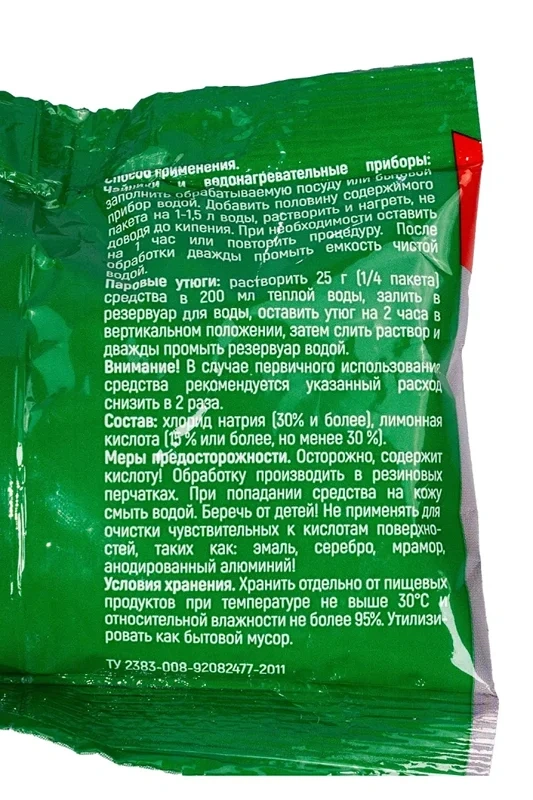 Способ применения.
Чайники и водонагревательные приборы:
заполнить обрабатываемую посуду или бытовой
прибор водой. Добавить половину содержимого
пакета на 1-1,5 л воды, растворить и нагреть, не
доводя до кипения. При необходимости оставить
на 1 час или повторить процедуру. После
обработки дважды промыть емкость чистой
водой.
Паровые утюги: растворить 25 г (1/4 пакета)
средства в 200 мл теплой воды, залить в
резервуар для воды, оставить утюг на 2 часа в
вертикальном положении, затем слить раствор и
дважды промыть резервуар водой.
Внимание! В случае первичного использования
средства рекомендуется указанный расход
снизить в 2 раза.
Состав: хлорид натрия (30% и более), лимонная
кислота (15 % или более, но менее 30 %).
Меры предосторожности. Осторожно, содержит
кислоту! Обработку производить в резиновых
перчатках. При попадании средства на кожу
смыть водой. Беречь от детей! Не применять для
очистки чувствительных к кислотам поверхно-
стей, таких как: эмаль, серебро, мрамор,
анодированный алюминий!
Условия хранения. Хранить отдельно от пищевых
продуктов при температуре не выше 30°С и
относительной влажности не более 95%. Утилизи-
ровать как бытовой мусор.
ТУ 2383-008-92082477-2011